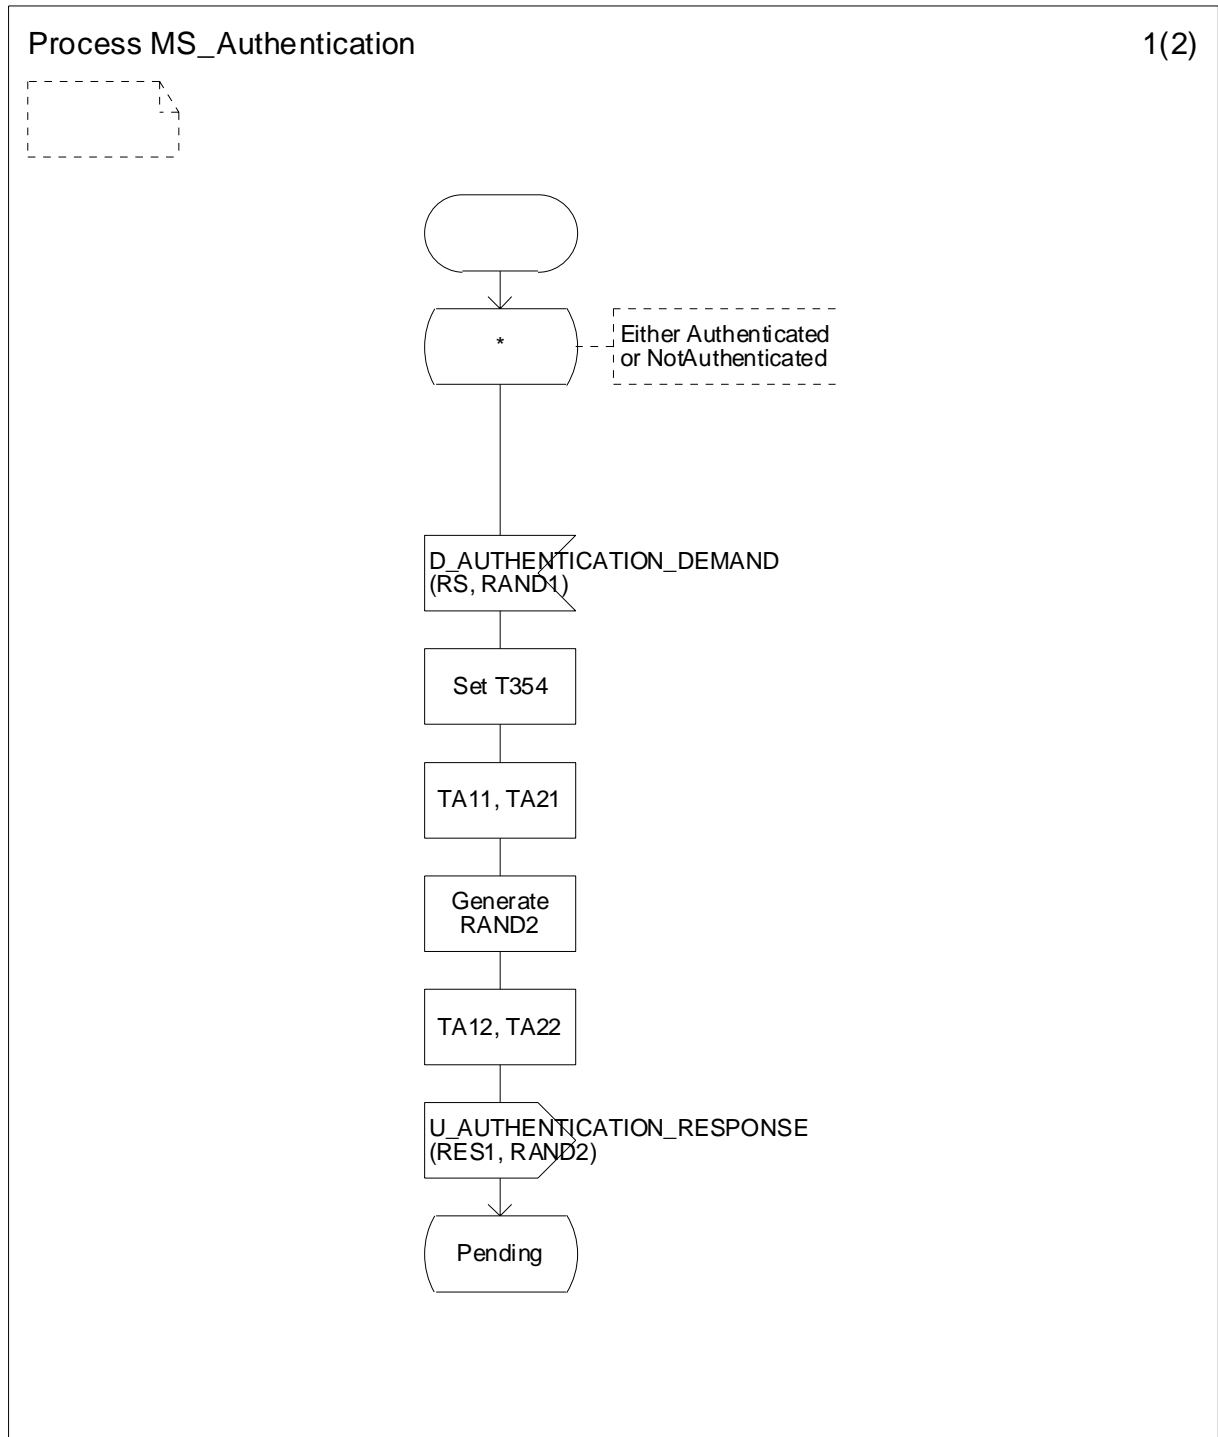 Process MS_Authentication
1(2)
*
Either Authenticated
or NotAuthenticated
D_AUTHENTICATION_DEMAND
(RS, RAND1)
Set T354
TA11, TA21
Generate
RAND2
TA12, TA22
U_AUTHENTICATION_RESPONSE
(RES1, RAND2)
Pending